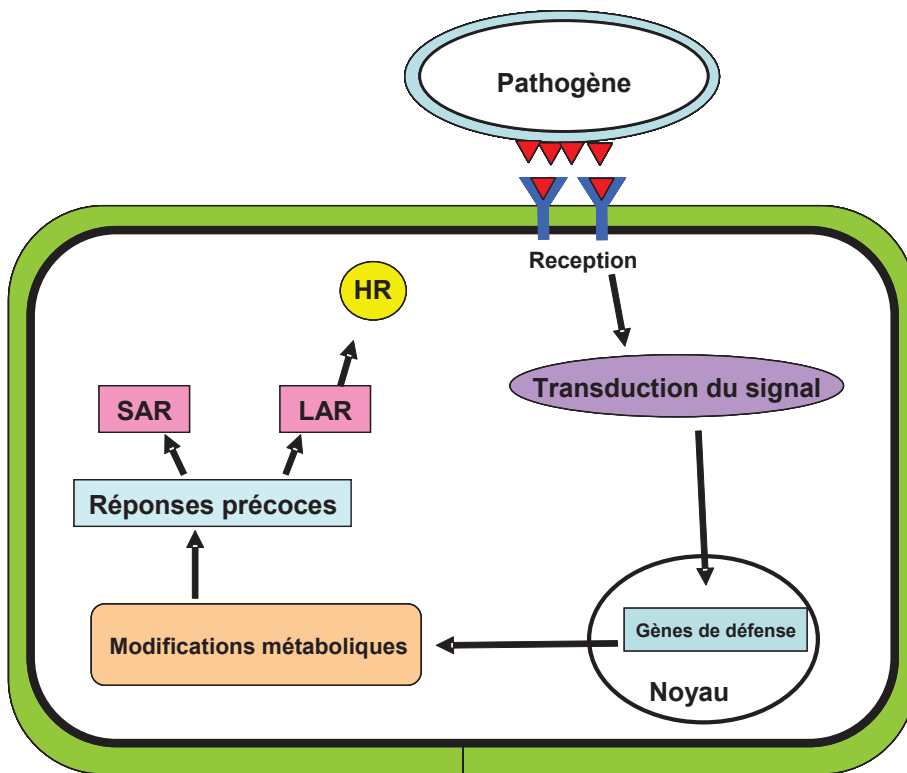 Pathogène
Reception
HR
Transduction du signal
SAR
LAR
Réponses précoces
Gènes de défense
Modifications métaboliques
Noyau